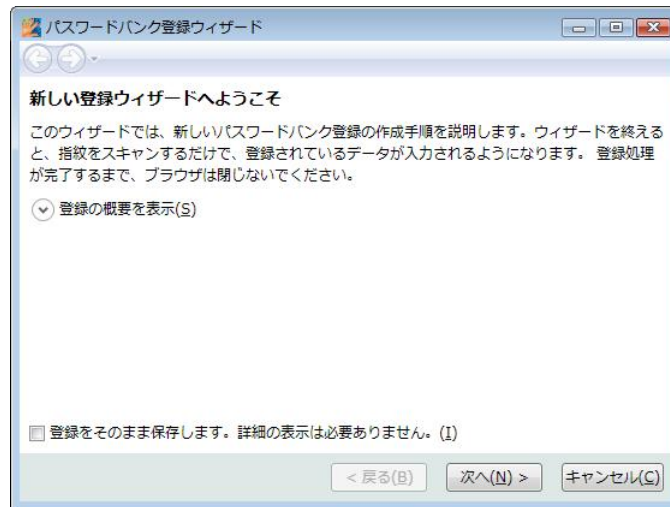 パスワードバンク登録ウィザード
新しい登録ウィザードへようこそ
このウィザードでは、新しいパスワードバンク登録の作成手順を説明します。ウィザードを終える
と、指紋をスキャンするだけで、登録されているデータが入力されるようになります。 登録処理
が完了するまで、ブラウザは閉じないでください。
登録の概要を表示(S)
登録をそのまま保存します。詳細の表示は必要ありません。(I)
< 戻る(B) 次へ(N) > キャンセル(C)